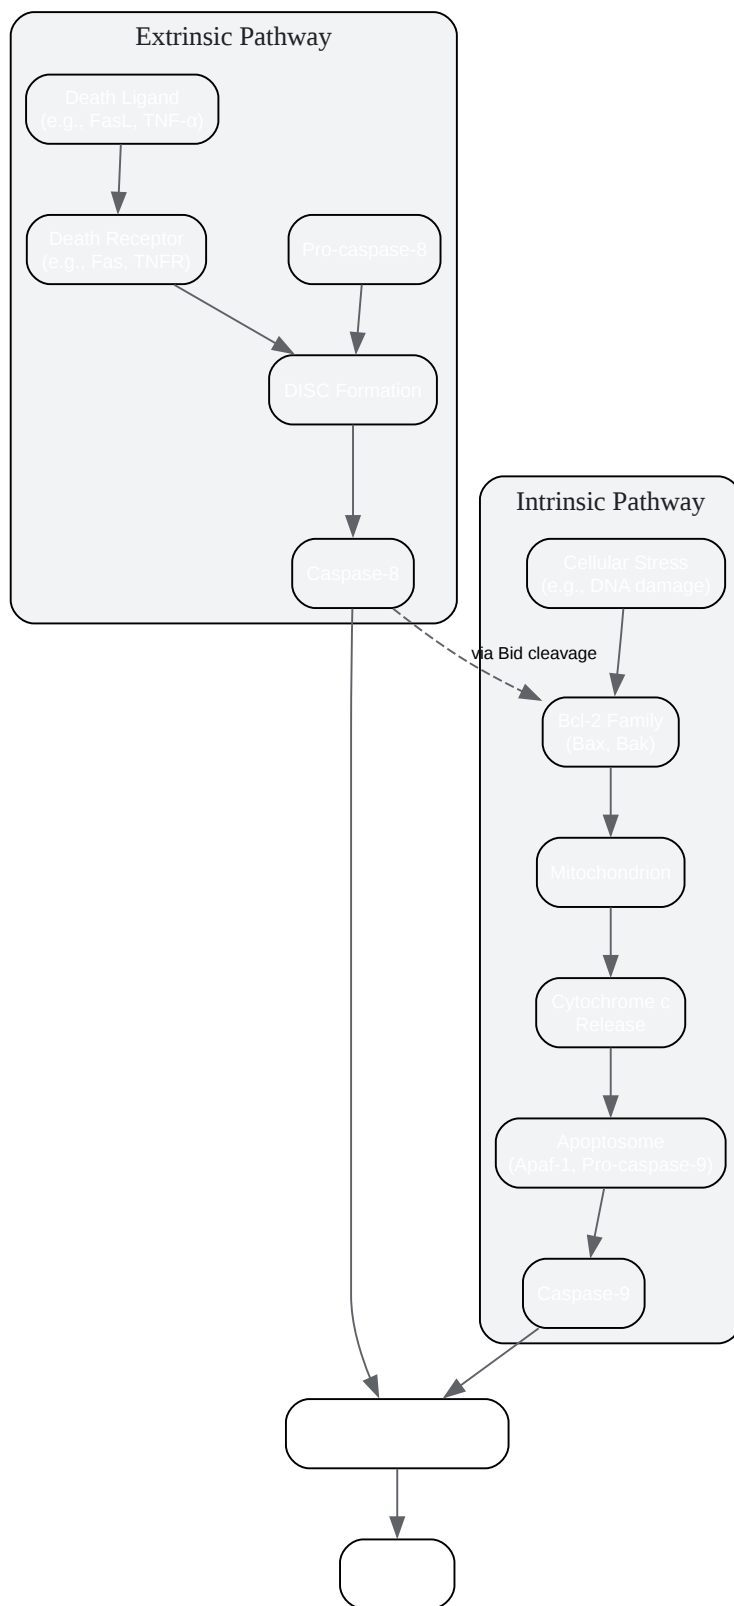 Extrinsic Pathway
Death Ligand
(e.g., FasL, TNF-α)
Death Receptor
(e.g., Fas, TNFR)
Pro-caspase-8
DISC Formation
Caspase-8
Intrinsic Pathway
Cellular Stress
(e.g., DNA damage)
via Bid cleavage
Bcl-2 Family
(Bax, Bak)
Mitochondrion
Cytochrome c
Release
Apoptosome
(Apaf-1, Pro-caspase-9)
Caspase-9